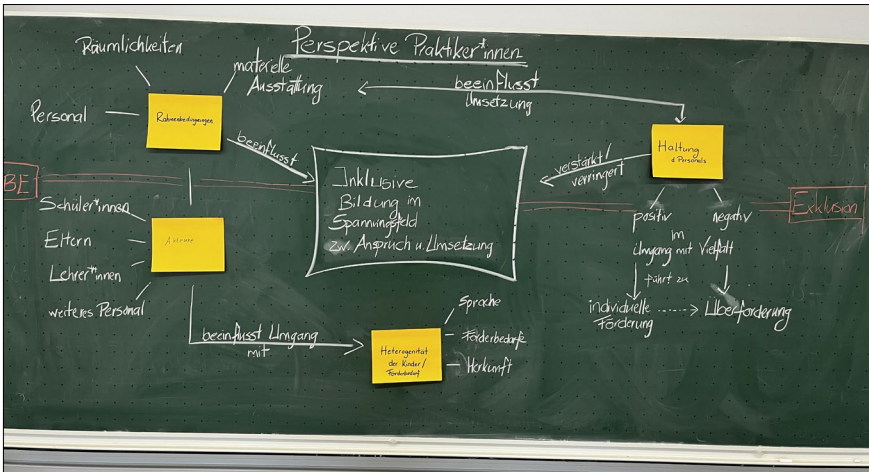 Perspektive Praktiker*innen
Räumlichkeiten
materielle
Ausstattung
Personal
Rahmenbedingungen
beeinflusst
Umsetzung
beeinflusst
Haltung
d. Personals
verstärkt/
verringert
Inklusive
Bildung im
Spannungsfeld
zw. Anspruch u. Umsetzung
BE
Exklusion
Schüler*innen
Eltern
Lehrer*innen
weiteres Personal
Akteure
positiv
negativ
im
Umgang mit Vielfalt
führt zu
individuelle
Förderung
Überforderung
beeinflusst Umgang
mit
Heterogenität
der Kinder/
Förderbedarf
Sprache
Förderbedarfe
Herkunft